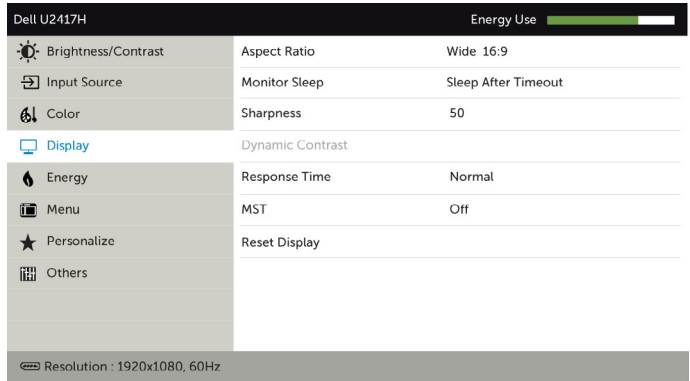 Dell U2417H Energy Use
Brightness/Contrast Aspect Ratio Wide 16:9
Input Source Monitor Sleep Sleep After Timeout
Color Sharpness 50
Display Dynamic Contrast
Energy Response Time Normal
Menu MST Off
Personalize Reset Display
Others
Resolution : 1920x1080, 60Hz